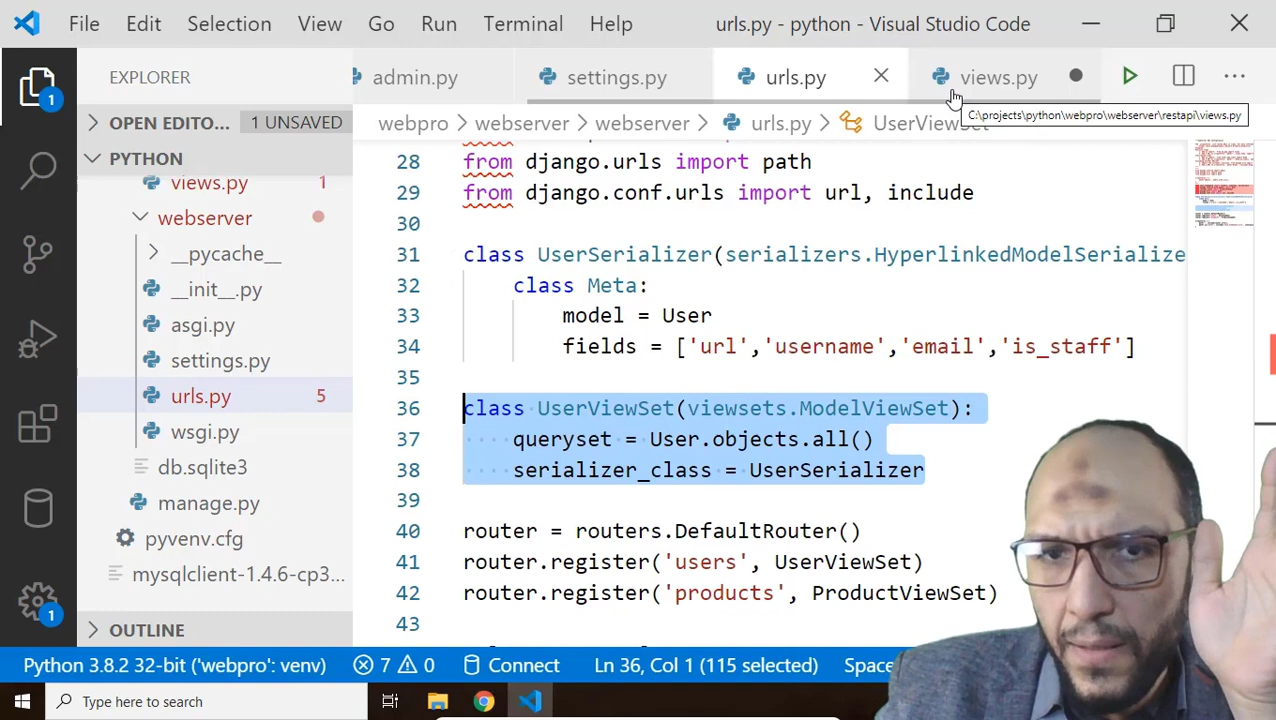 File Edit Selection View Go Run Terminal Help urls.py - python - Visual Studio Code
EXPLORER admin.py settings.py urls.py views.py
OPEN EDITO... 1 UNSAVED
webpro > webserver > webserver > urls.py > UserViewSet
C:\projects\python\webpro\webserver\restapi\views.py
PYTHON
views.py 1
webserver
__pycache__
__init__.py
asgi.py
settings.py
urls.py 5
wsgi.py
db.sqlite3
manage.py
pyvenv.cfg
mysqlclient-1.4.6-cp3...
OUTLINE
28 from django.urls import path
29 from django.conf.urls import url, include
30
31 class UserSerializer(serializers.HyperlinkedModelSerialize
32 class Meta:
33 model = User
34 fields = ['url','username','email','is_staff']
35
36 class UserViewSet(viewsets.ModelViewSet):
37 queryset = User.objects.all()
38 serializer_class = UserSerializer
39
40 router = routers.DefaultRouter()
41 router.register('users', UserViewSet)
42 router.register('products', ProductViewSet)
43
1
1
Python 3.8.2 32-bit ('webpro': venv) 7 0 Connect Ln 36, Col 1 (115 selected)
Type here to search